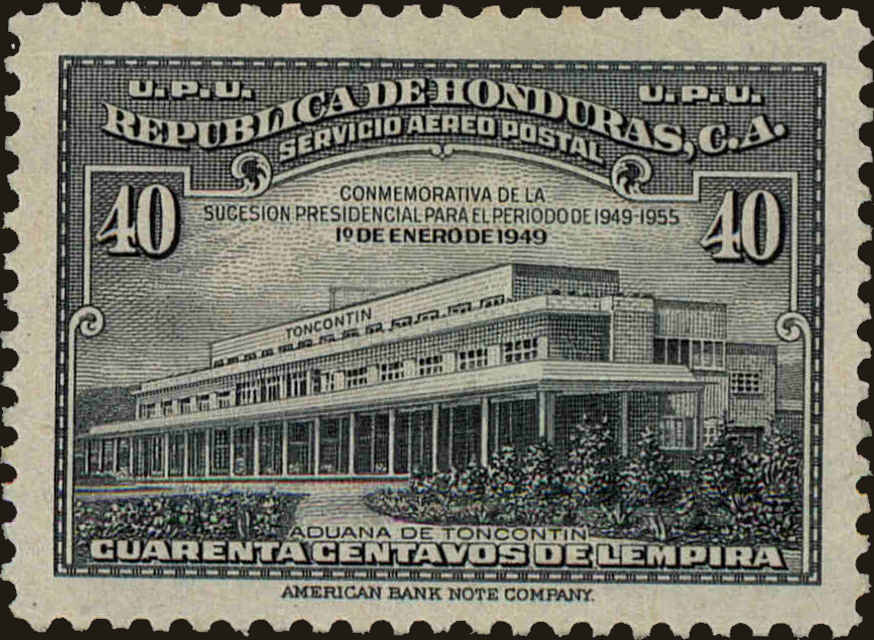 U.P.U. U.P.U.
REPUBLICA DE HONDURAS, C.A.
SERVICIO AEREO POSTAL
40 40
CONMEMORATIVA DE LA
SUCESION PRESIDENCIAL PARA EL PERIODO DE 1949-1955
1º DE ENERO DE 1949
TONCONTIN
ADUANA DE TONCONTIN
CUARENTA CENTAVOS DE LEMPIRA
AMERICAN BANK NOTE COMPANY.